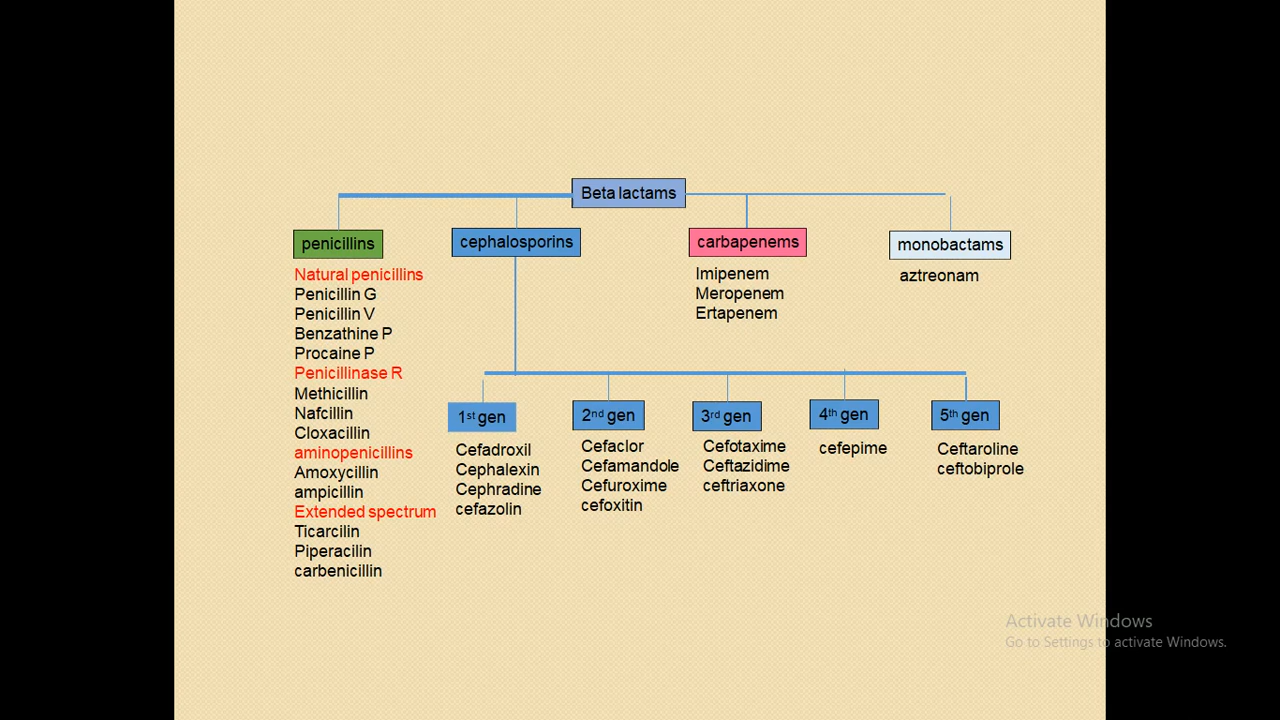 Beta lactams
penicillins
cephalosporins
carbapenems
monobactams
Natural penicillins
Penicillin G
Penicillin V
Benzathine P
Procaine P
Penicillinase R
Methicillin
Nafcillin
Cloxacillin
aminopenicillins
Amoxycillin
ampicillin
Extended spectrum
Ticarcilin
Piperacilin
carbenicillin
Imipenem
Meropenem
Ertapenem
aztreonam
1st gen
2nd gen
3rd gen
4th gen
5th gen
Cefadroxil
Cephalexin
Cephradine
cefazolin
Cefaclor
Cefamandole
Cefuroxime
cefoxitin
Cefotaxime
Ceftazidime
ceftriaxone
cefepime
Ceftaroline
ceftobiprole
Activate Windows
Go to Settings to activate Windows.